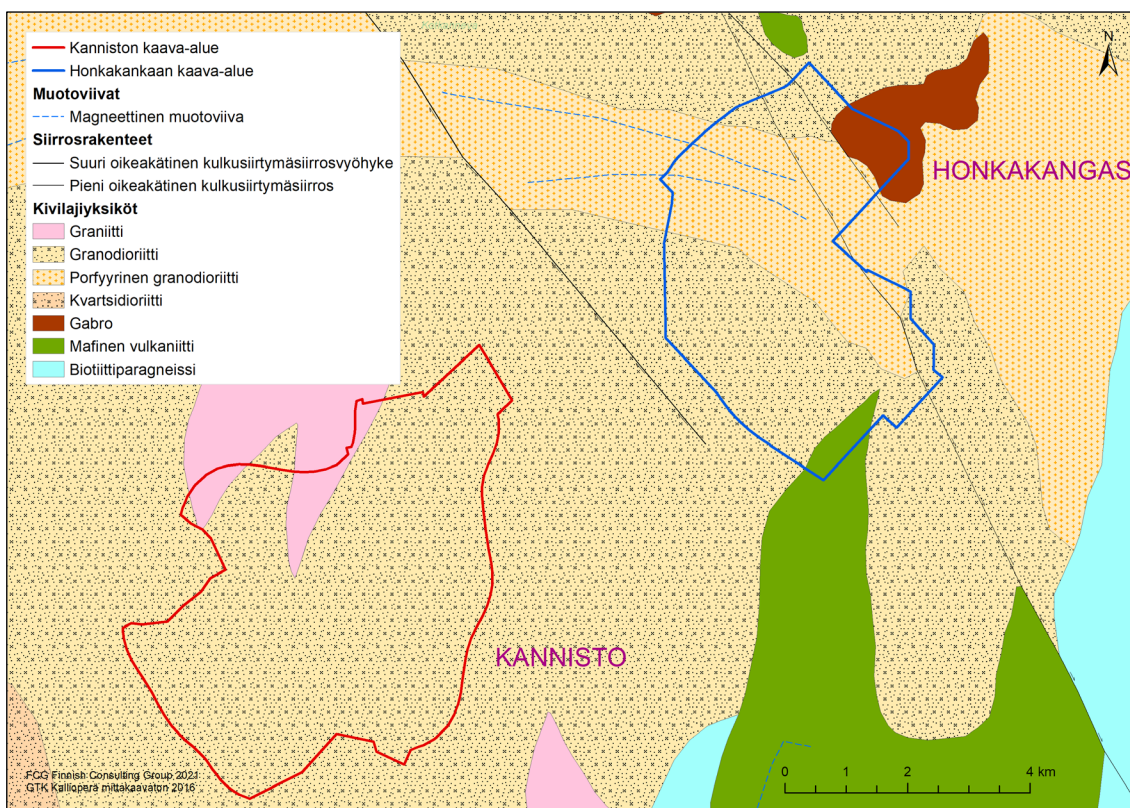 Kanniston kaava-alue
Honkakankaan kaava-alue
Muotoviivat
Magneettinen muotoviiva
Siirrosrakenteet
Suuri oikeakätinen kulkusiirtymäsiirrosvyöhyke
Pieni oikeakätinen kulkusiirtymäsiirros
Kivilajiyksiköt
Graniitti
Granodioriitti
Porfyyrinen granodioriitti
Kvartsidioriitti
Gabro
Mafinen vulkaniitti
Biotiittiparagneissi
N
HONKAKANGAS
KANNISTO
FCG Finnish Consulting Group 2021
GTK Kallioperä mittakaavaton 2016
0 1 2 4 km